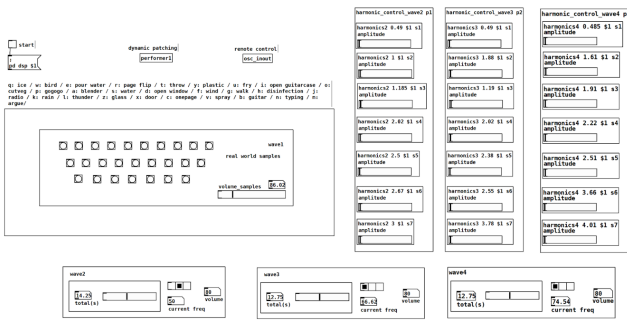 start
;
pd dsp $1
dynamic patching
performer1
remote control
osc_inout
q: ice / w: bird / e: pour water / r: page flip / t: throw / y: plastic / u: fry / i: open guitarcase / o:
cutveg / p: gogogo / a: blender / s: water / d: open window / f: wind / g: walk / h: disinfection / j:
radio / k: rain / l: thunder / z: glass / x: door / c: onepage / v: spray / b: guitar / n: typing / m:
argue/
wave1
real world samples
volume_samples
86.02
harmonic_control_wave2 p1
harmonics2 0.49 $1 s1
amplitude
harmonics2 1 $1 s2
amplitude
harmonics2 1.185 $1 s3
amplitude
harmonics2 2.02 $1 s4
amplitude
harmonics2 2.5 $1 s5
amplitude
harmonics2 2.67 $1 s6
amplitude
harmonics2 3 $1 s7
amplitude
harmonic_control_wave3 p2
harmonics3 0.49 $1 s1
amplitude
harmonics3 1.88 $1 s2
amplitude
harmonics3 1.19 $1 s3
amplitude
harmonics3 2.02 $1 s4
amplitude
harmonics3 2.38 $1 s5
amplitude
harmonics3 2.55 $1 s6
amplitude
harmonics3 3.78 $1 s7
amplitude
harmonic_control_wave4 p
harmonics4 0.485 $1 s1
amplitude
harmonics4 1.61 $1 s2
amplitude
harmonics4 1.91 $1 s3
amplitude
harmonics4 2.22 $1 s4
amplitude
harmonics4 2.51 $1 s5
amplitude
harmonics4 3.66 $1 s6
amplitude
harmonics4 4.01 $1 s7
amplitude
wave2
14.25
total(s)
50
current freq
80
volume
wave3
12.75
total(s)
66.62
current freq
80
volume
wave4
12.75
total(s)
74.54
current freq
80
volume